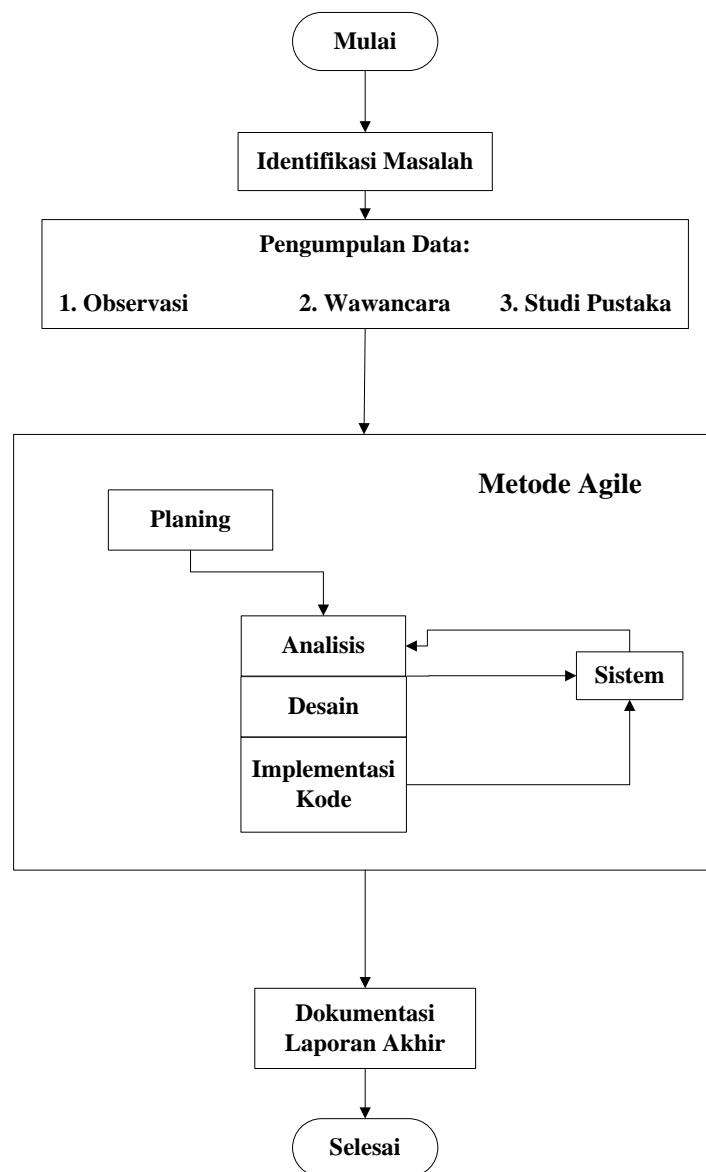 Mulai
Identifikasi Masalah
Pengumpulan Data:
1. Observasi 2. Wawancara 3. Studi Pustaka
Metode Agile
Planing
Analisis
Sistem
Desain
Implementasi
Kode
Dokumentasi
Laporan Akhir
Selesai